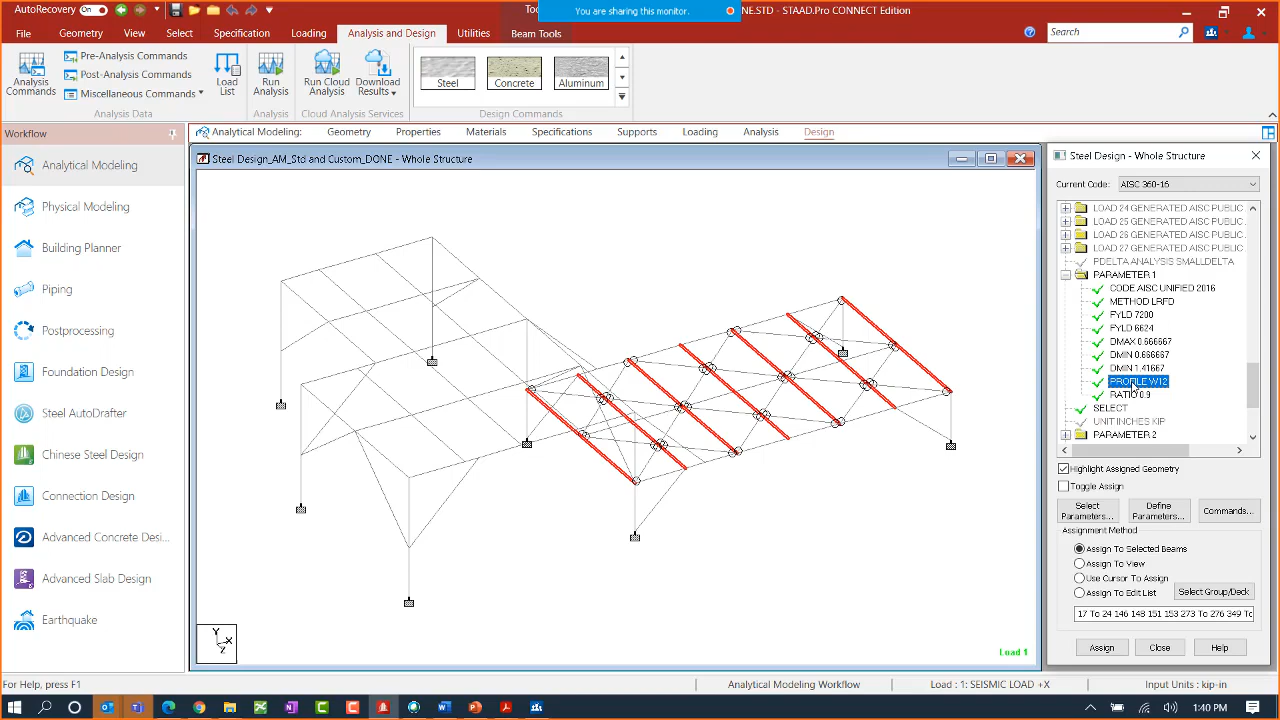 AutoRecovery On
You are sharing this monitor.
NE.STD - STAAD.Pro CONNECT Edition
File Geometry View Select Specification Loading Analysis and Design Utilities Beam Tools
Search
Analysis Commands
Pre-Analysis Commands
Post-Analysis Commands
Miscellaneous Commands
Load List
Analysis Data
Run Analysis
Analysis
Run Cloud Analysis
Download Results
Cloud Analysis Services
Steel
Concrete
Aluminum
Design Commands
Workflow
Analytical Modeling
Physical Modeling
Building Planner
Piping
Postprocessing
Foundation Design
Steel AutoDrafter
Chinese Steel Design
Connection Design
Advanced Concrete Desi...
Advanced Slab Design
Earthquake
Analytical Modeling: Geometry Properties Materials Specifications Supports Loading Analysis Design
Steel Design_AM_Std and Custom_DONE - Whole Structure
Y
X
Z
Load 1
Steel Design - Whole Structure
Current Code: AISC 360-16
LOAD 24 GENERATED AISC PUBLIC
LOAD 25 GENERATED AISC PUBLIC
LOAD 26 GENERATED AISC PUBLIC
LOAD 27 GENERATED AISC PUBLIC
PDELTA ANALYSIS SMALLDELTA
PARAMETER 1
CODE AISC UNIFIED 2016
METHOD LRFD
FYLD 7200
FYLD 6624
DMAX 0.666667
DMIN 0.666667
DMIN 1.41667
PROFILE W12
RATIO 0.9
SELECT
UNIT INCHES KIP
PARAMETER 2
Highlight Assigned Geometry
Toggle Assign
Select Parameters...
Define Parameters...
Commands...
Assignment Method
Assign To Selected Beams
Assign To View
Use Cursor To Assign
Assign To Edit List
Select Group/Deck
17 To 24 146 148 151 153 273 To 276 349 To
Assign Close Help
For Help, press F1
Analytical Modeling Workflow
Load : 1: SEISMIC LOAD +X
Input Units : kip-in
1:40 PM